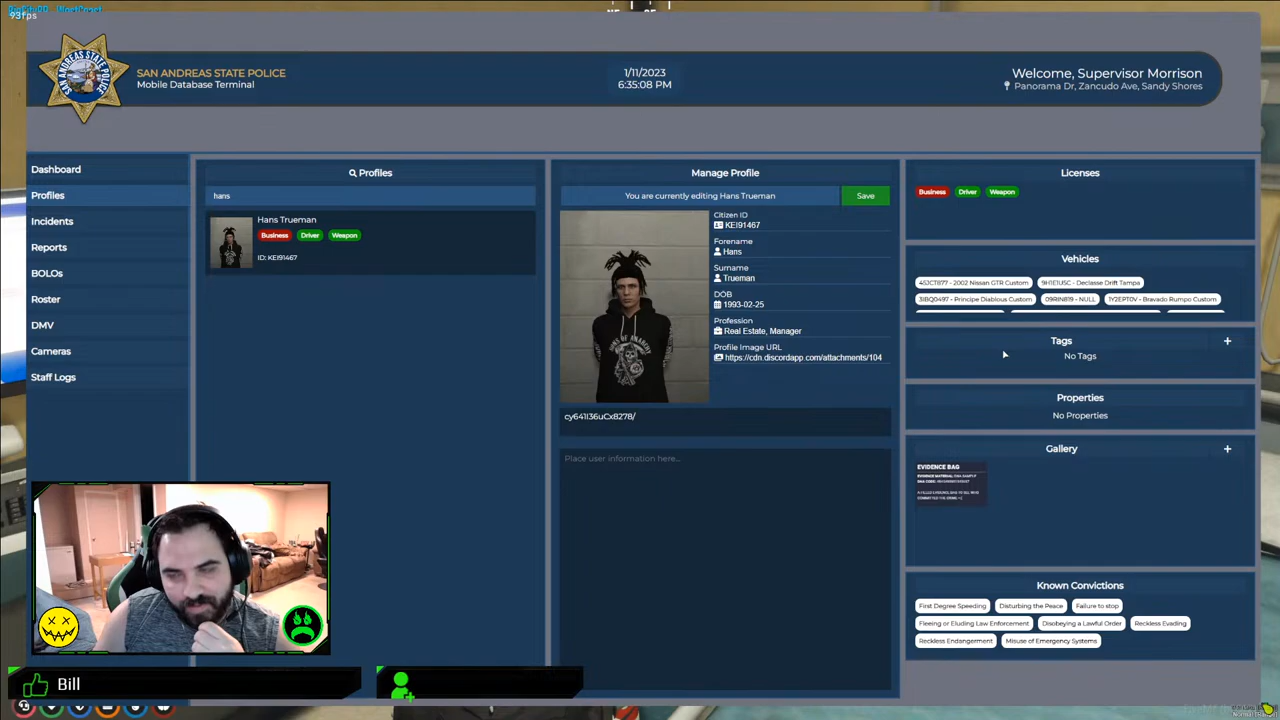 93fps
SAN ANDREAS STATE POLICE
Mobile Database Terminal
1/11/2023
6:35:08 PM
Welcome, Supervisor Morrison
Panorama Dr, Zancudo Ave, Sandy Shores
Dashboard
Profiles
Incidents
Reports
BOLOs
Roster
DMV
Cameras
Staff Logs
Profiles
hans
Hans Trueman
Business Driver Weapon
ID: KEI91467
Manage Profile
You are currently editing Hans Trueman
Save
Citizen ID
KEI91467
Forename
Hans
Surname
Trueman
DOB
1993-02-25
Profession
Real Estate, Manager
Profile Image URL
https://cdn.discordapp.com/attachments/104
cy641I36uCx8278/
Place user information here...
Licenses
Business Driver Weapon
Vehicles
45JCT877 - 2002 Nissan GTR Custom
9H1E1U5C - Declasse Drift Tampa
3IBQ0497 - Principe Diablous Custom
09RIN819 - NULL
1Y2EPT0V - Bravado Rumpo Custom
Tags
No Tags
Properties
No Properties
Gallery
EVIDENCE BAG
Known Convictions
First Degree Speeding
Disturbing the Peace
Failure to stop
Fleeing or Eluding Law Enforcement
Disobeying a Lawful Order
Reckless Evading
Reckless Endangerment
Misuse of Emergency Systems
Bill